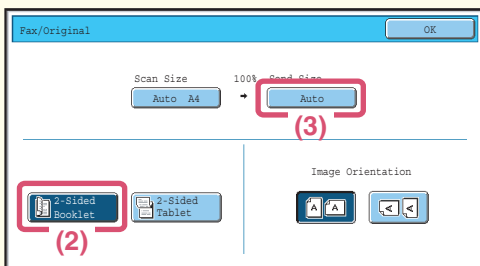 Fax/Original
OK
Scan Size 100% Send Size
Auto A4 → Auto
(3)
Image Orientation
2-Sided Booklet
2-Sided Tablet
A A A A
(2)